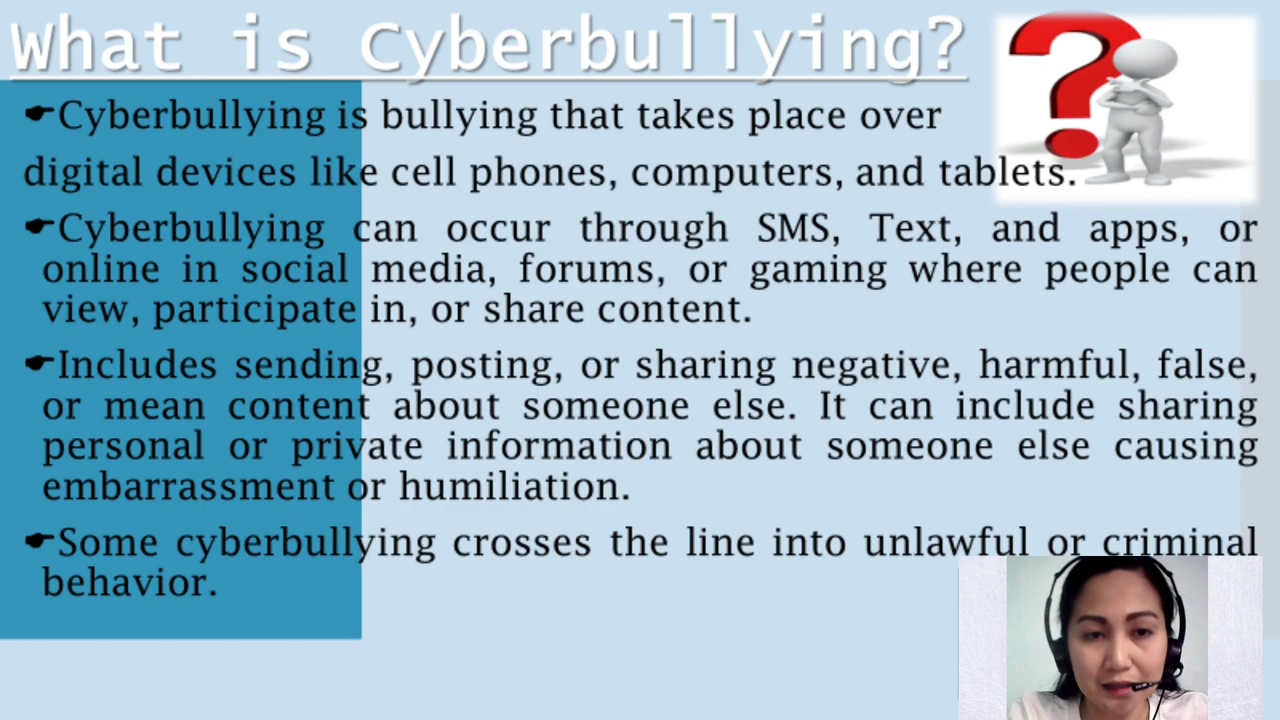 What is Cyberbullying?
☛Cyberbullying is bullying that takes place over
digital devices like cell phones, computers, and tablets.
☛Cyberbullying can occur through SMS, Text, and apps, or
online in social media, forums, or gaming where people can
view, participate in, or share content.
☛Includes sending, posting, or sharing negative, harmful, false,
or mean content about someone else. It can include sharing
personal or private information about someone else causing
embarrassment or humiliation.
☛Some cyberbullying crosses the line into unlawful or criminal
behavior.